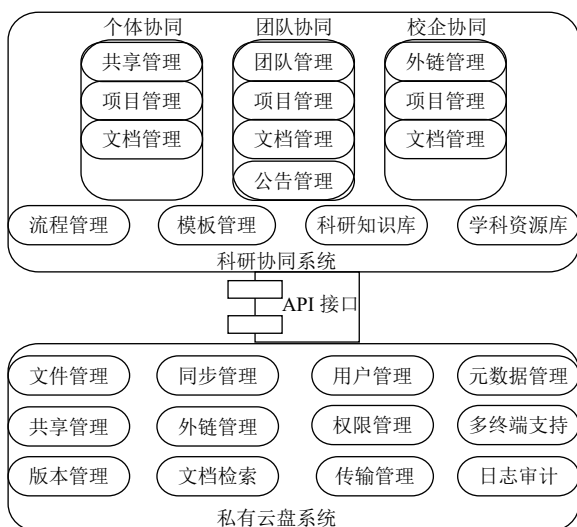 个体协同 团队协同 校企协同
共享管理 团队管理 外链管理
项目管理 项目管理 项目管理
文档管理 文档管理 文档管理
公告管理
流程管理 模板管理 科研知识库 学科资源库
科研协同系统
API 接口
文件管理 同步管理 用户管理 元数据管理
共享管理 外链管理 权限管理 多终端支持
版本管理 文档检索 传输管理 日志审计
私有云盘系统